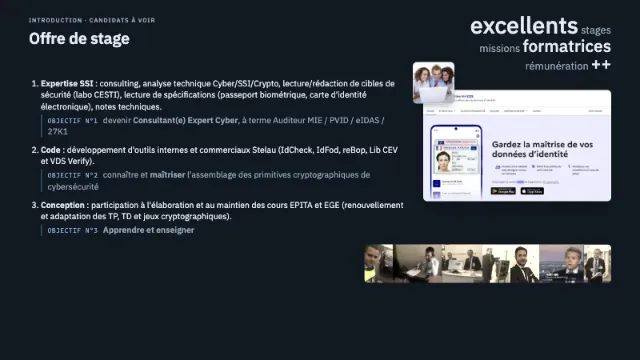 INTRODUCTION · CANDIDATS À VOIR
Offre de stage
excellents stages
missions formatrices
rémunération ++
1. Expertise SSI : consulting, analyse technique Cyber/SSI/Crypto, lecture/rédaction de cibles de
sécurité (labo CESTI), lecture de spécifications (passeport biométrique, carte d'identité
électronique), notes techniques.
OBJECTIF N°1 devenir Consultant(e) Expert Cyber, à terme Auditeur MIE / PVID / eIDAS /
27K1
2. Code : développement d'outils internes et commerciaux Stelau (IdCheck, IdFod, reBop, Lib CEV
et VDS Verify).
OBJECTIF N°2 connaître et maîtriser l'assemblage des primitives cryptographiques de
cybersécurité
3. Conception : participation à l'élaboration et au maintien des cours EPITA et EGE (renouvellement
et adaptation des TP, TD et jeux cryptographiques).
OBJECTIF N°3 Apprendre et enseigner
Gardez la maîtrise de vos
données d'identité
Google Play
App Store